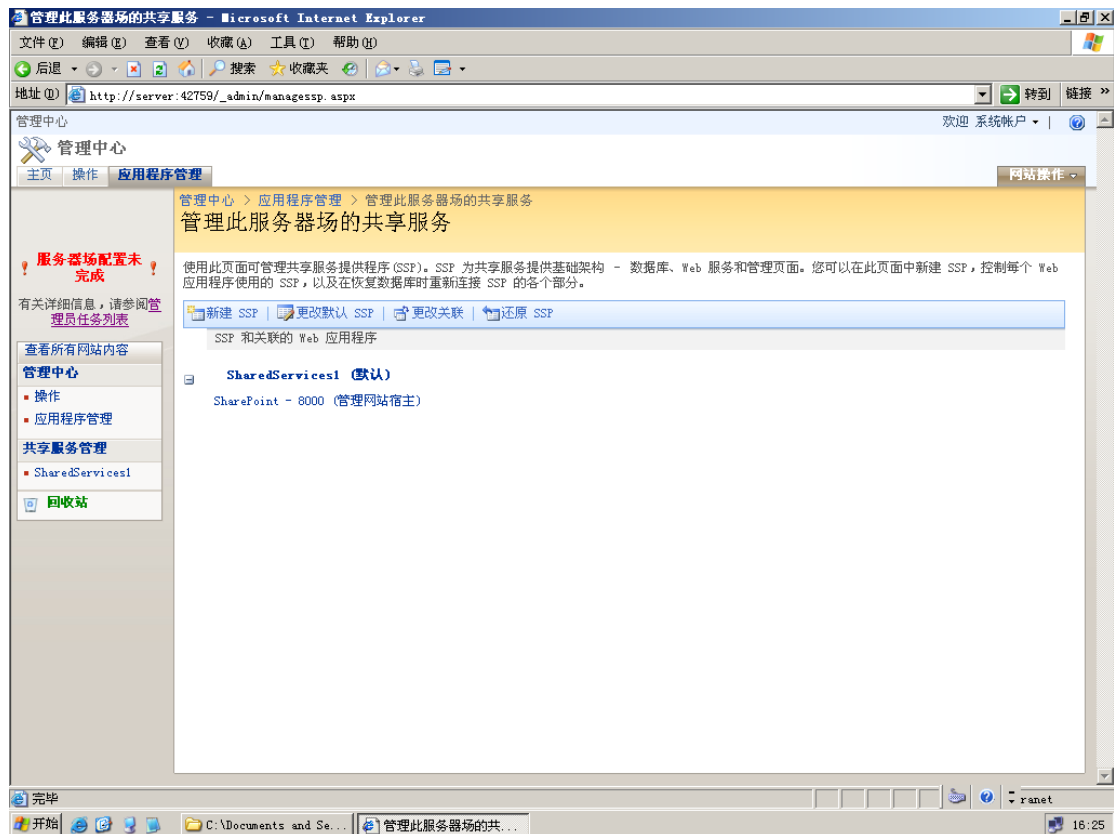 管理此服务器场的共享服务 - Microsoft Internet Explorer
文件(F) 编辑(E) 查看(V) 收藏(A) 工具(T) 帮助(H)
后退 搜索 收藏夹
地址(D) http://server:42759/_admin/managessp.aspx 转到 链接 »
管理中心 欢迎 系统帐户 |
管理中心
主页 操作 应用程序管理 网站操作
管理中心 > 应用程序管理 > 管理此服务器场的共享服务
管理此服务器场的共享服务
服务器场配置未完成
使用此页面可管理共享服务提供程序(SSP)。SSP 为共享服务提供基础架构 - 数据库、Web 服务和管理页面。您可以在此页面中新建 SSP，控制每个 Web
应用程序使用的 SSP，以及在恢复数据库时重新连接 SSP 的各个部分。
有关详细信息，请参阅管理员任务列表
新建 SSP | 更改默认 SSP | 更改关联 | 还原 SSP
SSP 和关联的 Web 应用程序
查看所有网站内容
管理中心
SharedServices1 (默认)
操作
SharePoint - 8000 (管理网站宿主)
应用程序管理
共享服务管理
SharedServices1
回收站
完毕 ranet
开始 C:\Documents and Se... 管理此服务器场的共... 16:25